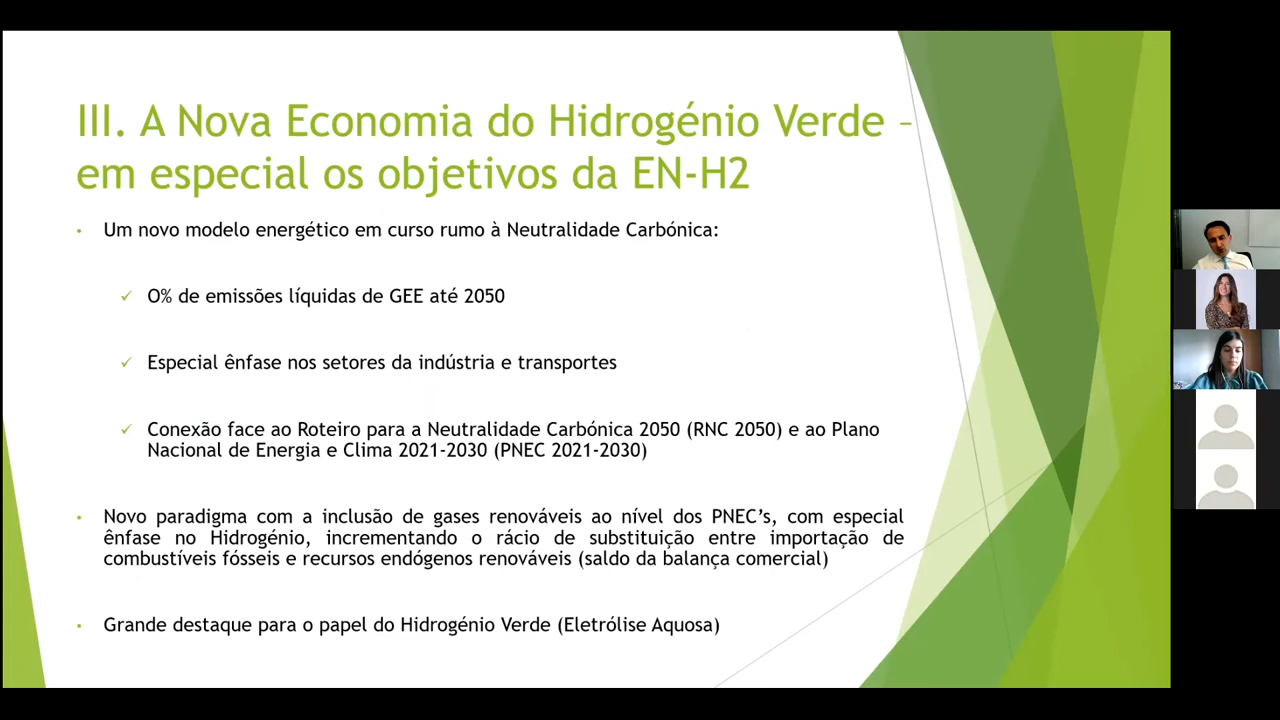 III. A Nova Economia do Hidrogénio Verde –
em especial os objetivos da EN-H2
Um novo modelo energético em curso rumo à Neutralidade Carbónica:
0% de emissões líquidas de GEE até 2050
Especial ênfase nos setores da indústria e transportes
Conexão face ao Roteiro para a Neutralidade Carbónica 2050 (RNC 2050) e ao Plano
Nacional de Energia e Clima 2021-2030 (PNEC 2021-2030)
Novo paradigma com a inclusão de gases renováveis ao nível dos PNEC’s, com especial
ênfase no Hidrogénio, incrementando o rácio de substituição entre importação de
combustíveis fósseis e recursos endógenos renováveis (saldo da balança comercial)
Grande destaque para o papel do Hidrogénio Verde (Eletrólise Aquosa)